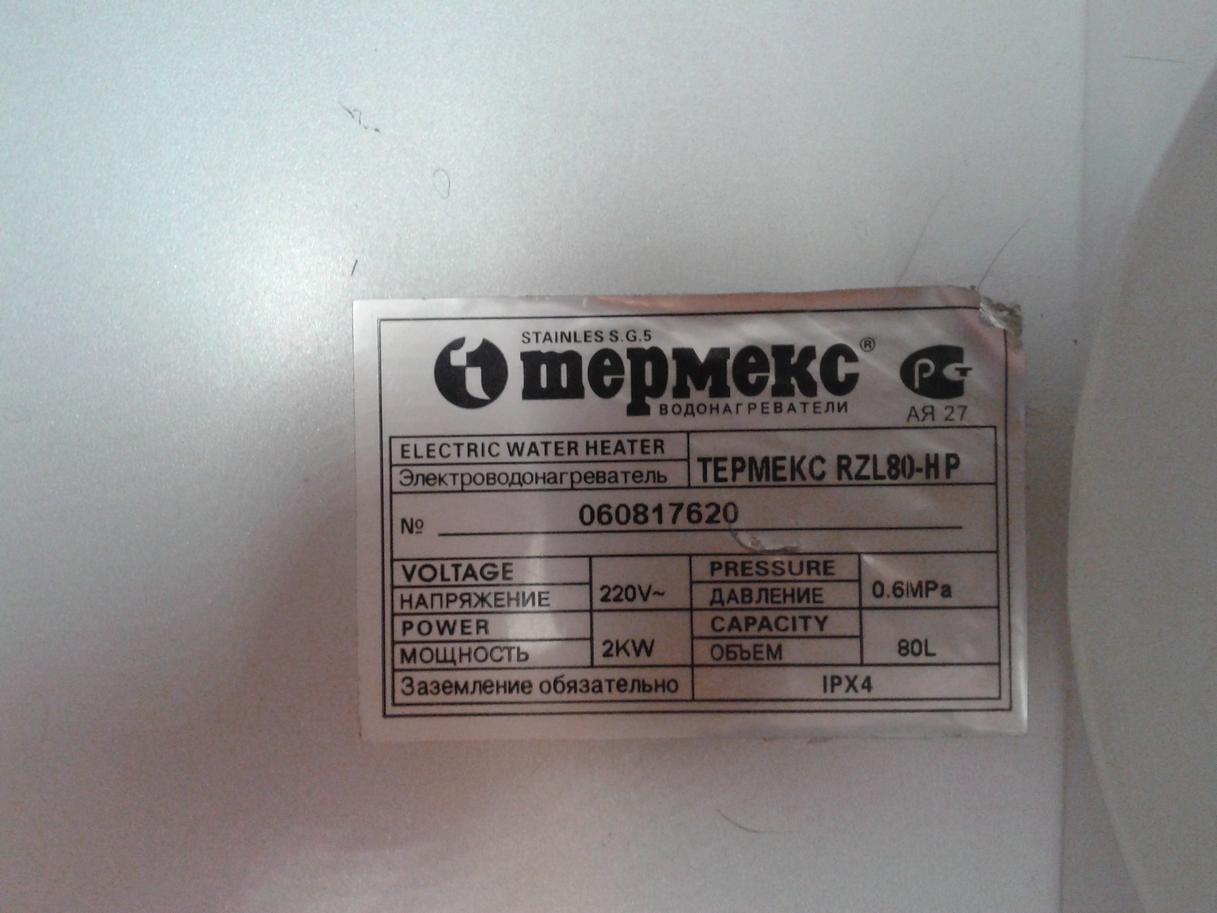 STAINLES S.G.5
термекс®
ВОДОНАГРЕВАТЕЛИ
РСТ
АЯ 27
ELECTRIC WATER HEATER
Электроводонагреватель
ТЕРМЕКС RZL80-HP
№ 060817620
VOLTAGE
НАПРЯЖЕНИЕ
220V~
PRESSURE
ДАВЛЕНИЕ
0.6MPa
POWER
МОЩНОСТЬ
2KW
CAPACITY
ОБЪЕМ
80L
Заземление обязательно
IPX4